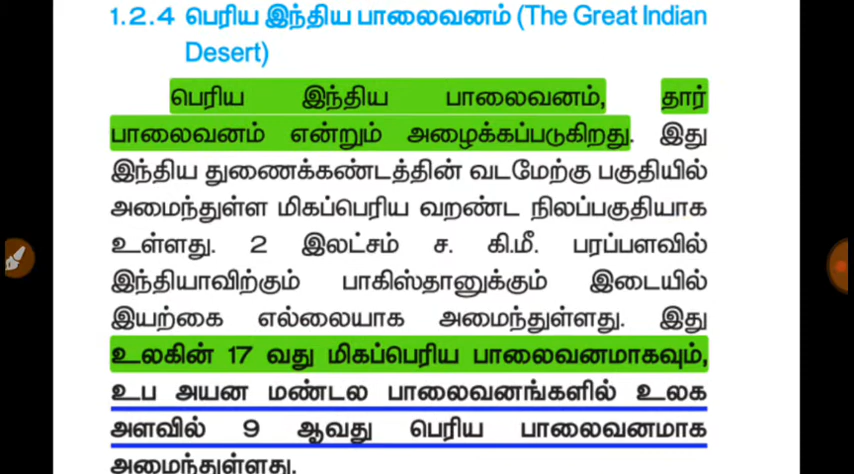 1.2.4 பெரிய இந்திய பாலைவனம் (The Great Indian
Desert)
பெரிய இந்திய பாலைவனம், தார்
பாலைவனம் என்றும் அழைக்கப்படுகிறது. இது
இந்திய துணைக்கண்டத்தின் வடமேற்கு பகுதியில்
அமைந்துள்ள மிகப்பெரிய வறண்ட நிலப்பகுதியாக
உள்ளது. 2 இலட்சம் ச. கி.மீ. பரப்பளவில்
இந்தியாவிற்கும் பாகிஸ்தானுக்கும் இடையில்
இயற்கை எல்லையாக அமைந்துள்ளது. இது
உலகின் 17 வது மிகப்பெரிய பாலைவனமாகவும்,
உப அயன மண்டல பாலைவனங்களில் உலக
அளவில் 9 ஆவது பெரிய பாலைவனமாக
அமைந்துள்ளது.